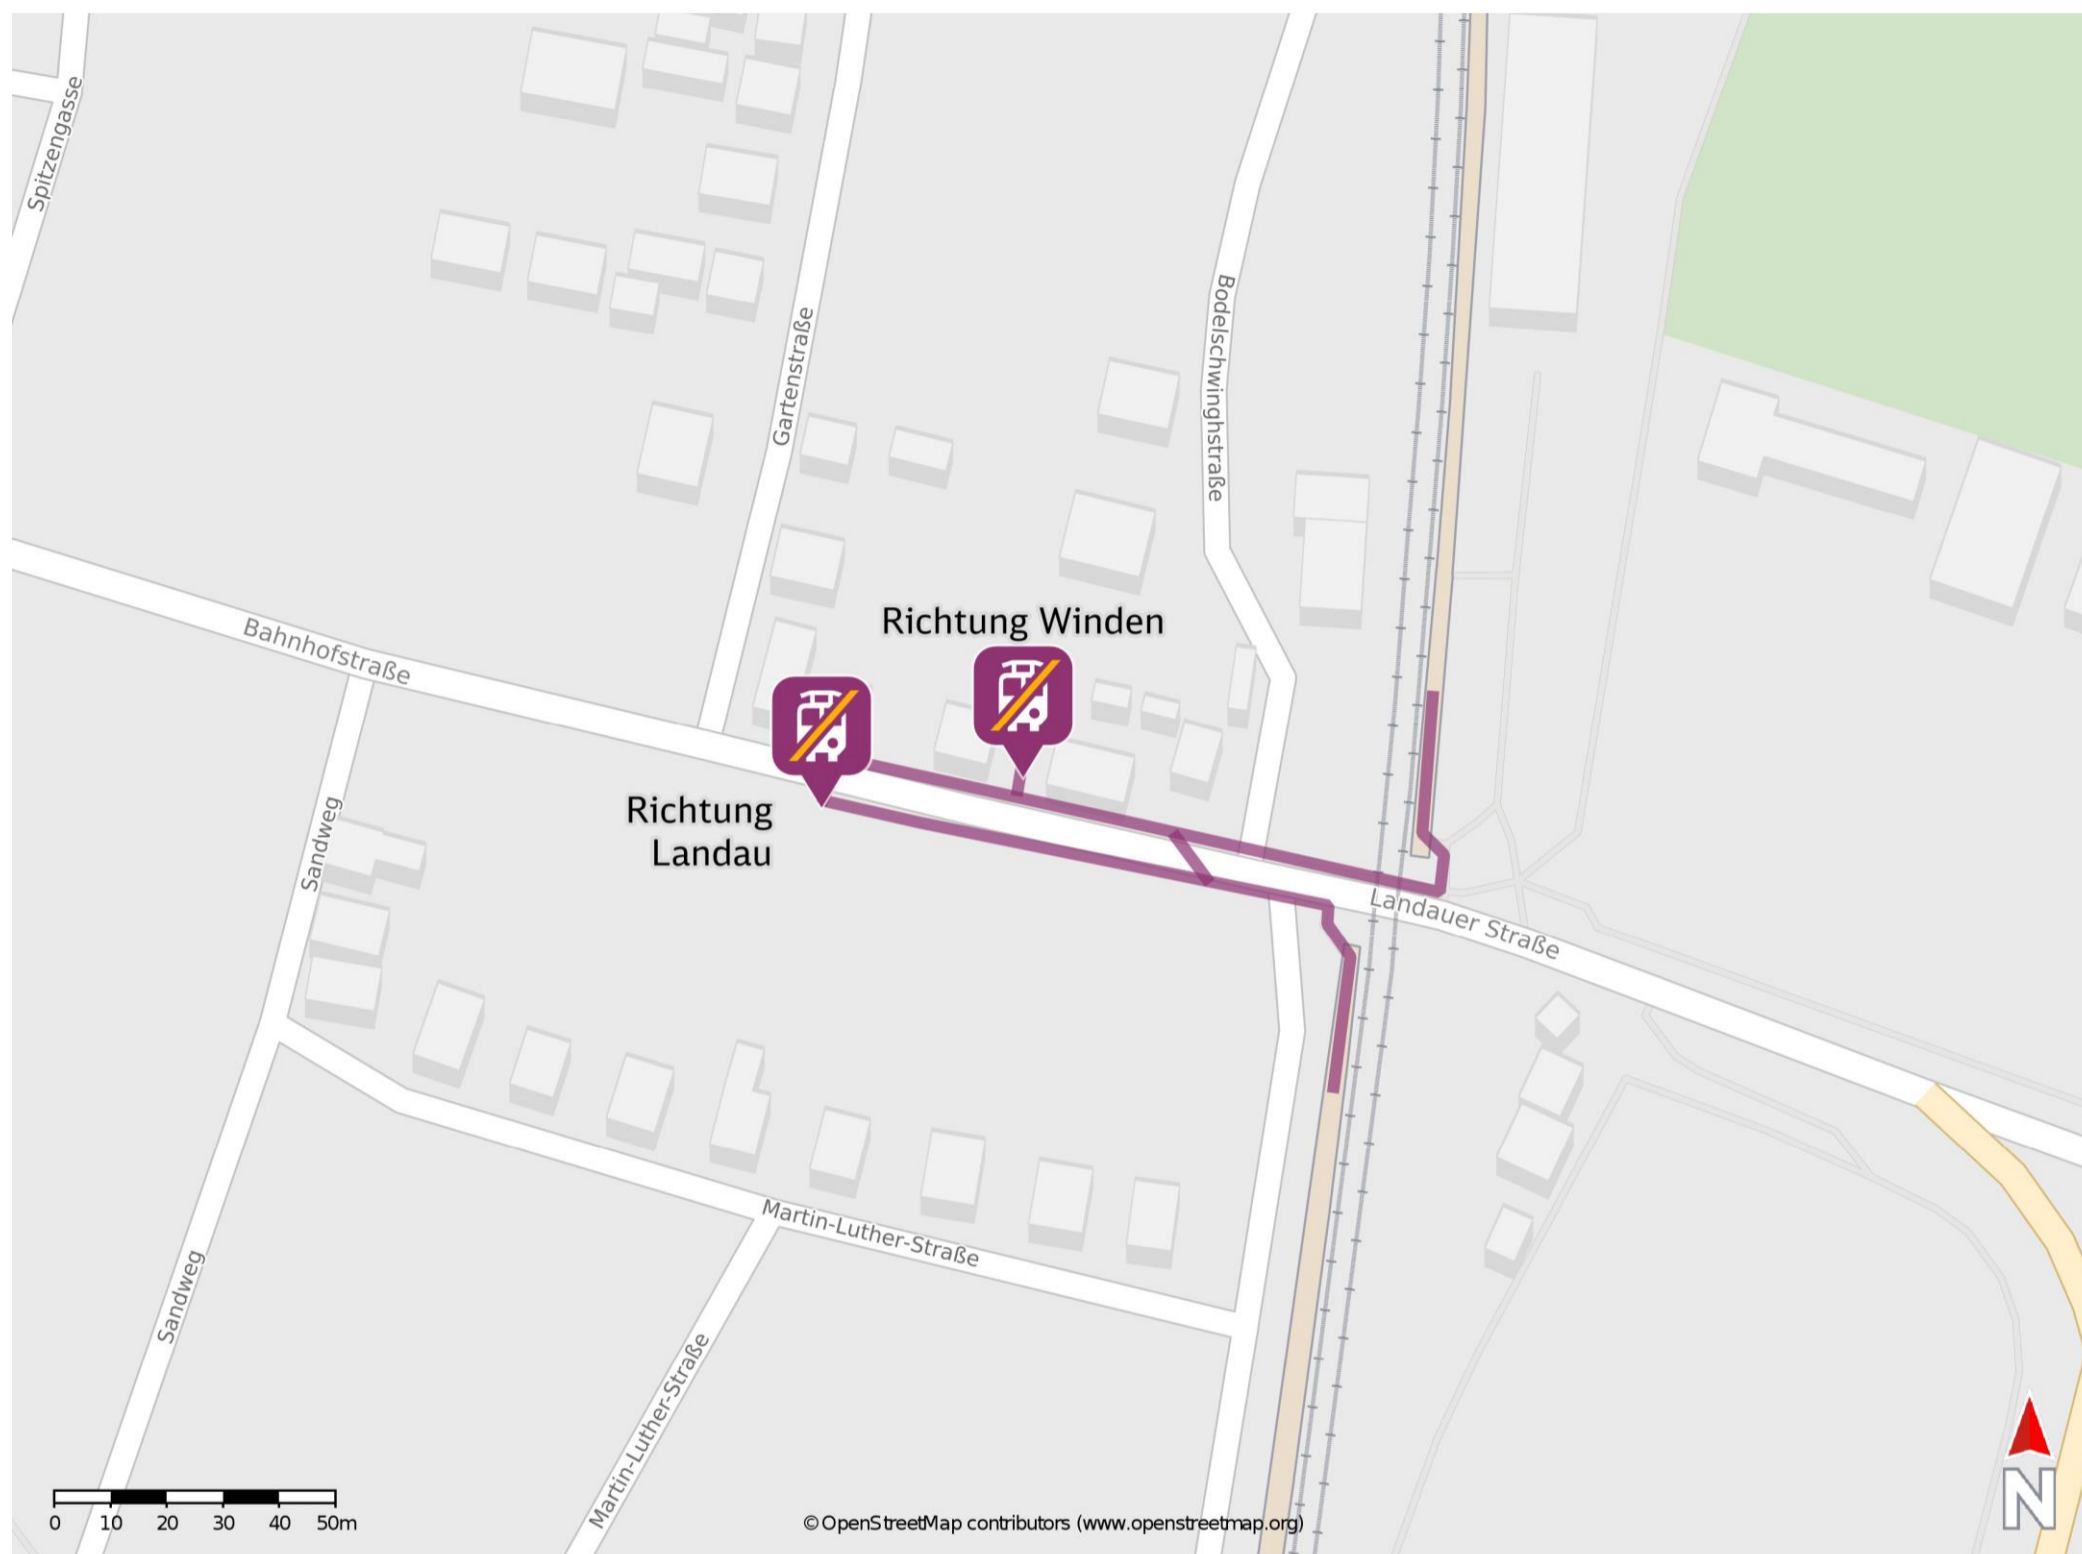 Spitzengasse
Gartenstraße
Bodelschwinghstraße
Richtung Winden
Bahnhofstraße
Richtung
Landau
Sandweg
Landauer Straße
Martin-Luther-Straße
Sandweg
Martin-Luther-Straße
0 10 20 30 40 50m
© OpenStreetMap contributors (www.openstreetmap.org)
N